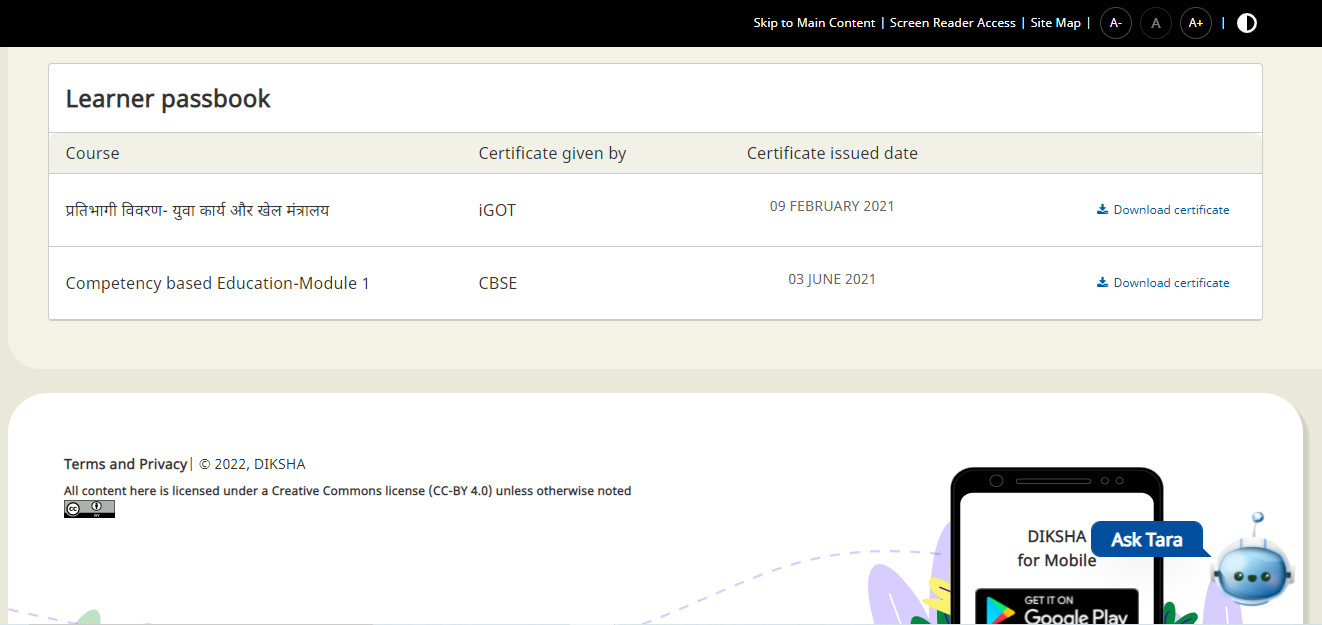 Skip to Main Content | Screen Reader Access | Site Map | A- A A+ |
Learner passbook
Course Certificate given by Certificate issued date
प्रतिभागी विवरण- युवा कार्य और खेल मंत्रालय iGOT 09 FEBRUARY 2021 Download certificate
Competency based Education-Module 1 CBSE 03 JUNE 2021 Download certificate
Terms and Privacy | © 2022, DIKSHA
All content here is licensed under a Creative Commons license (CC-BY 4.0) unless otherwise noted
cc
BY
DIKSHA
for Mobile
Ask Tara
GET IT ON
Google Play